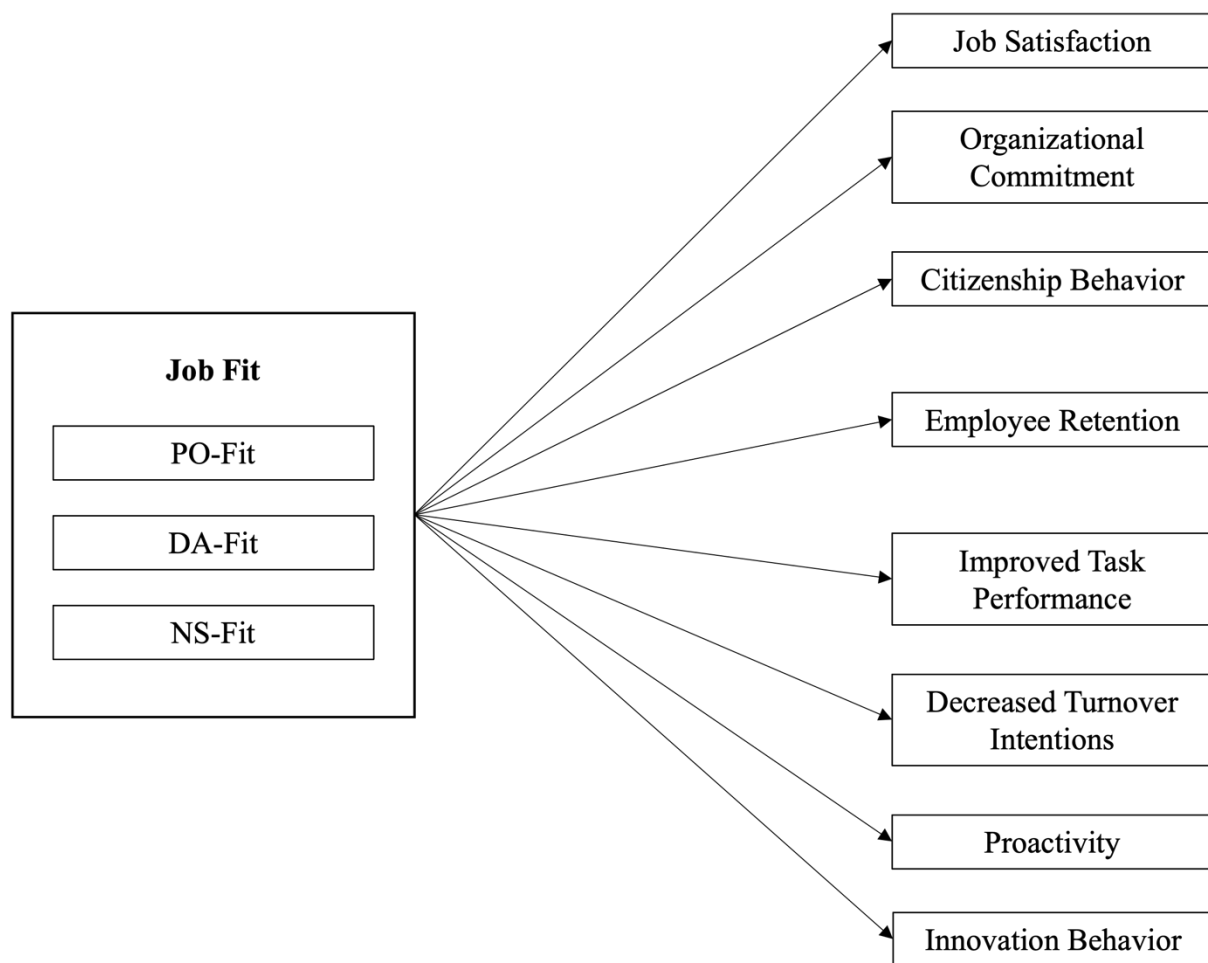 Job Fit
PO-Fit
DA-Fit
NS-Fit
Job Satisfaction
Organizational
Commitment
Citizenship Behavior
Employee Retention
Improved Task
Performance
Decreased Turnover
Intentions
Proactivity
Innovation Behavior